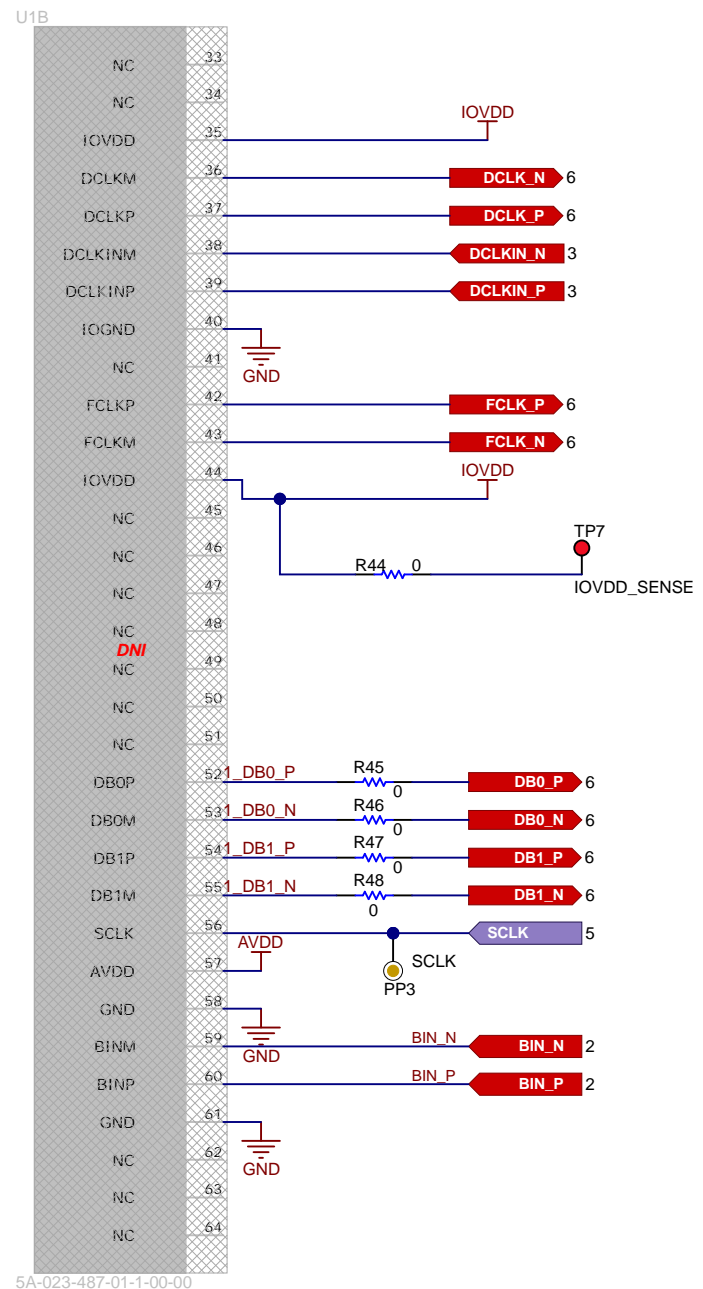 U1B
NC 33
NC 34
IOVDD
IOVDD 35
DCLKM 36 DCLK_N 6
DCLKP 37 DCLK_P 6
DCLKINM 38 DCLKIN_N 3
DCLKINP 39 DCLKIN_P 3
IOGND 40
NC 41 GND
FCLKP 42 FCLK_P 6
FCLKM 43 FCLK_N 6
IOVDD 44 IOVDD
NC 45
TP7
NC 46
R44 0
NC 47 IOVDD_SENSE
NC 48
DNI
NC 49
NC 50
NC 51
DB0P 52 1_DB0_P R45 0 DB0_P 6
DB0M 53 1_DB0_N R46 0 DB0_N 6
DB1P 54 1_DB1_P R47 0 DB1_P 6
DB1M 55 1_DB1_N R48 0 DB1_N 6
SCLK 56 SCLK 5
AVDD
AVDD 57 SCLK
PP3
GND 58
GND
BINM 59 BIN_N BIN_N 2
BINP 60 BIN_P BIN_P 2
GND 61
NC 62 GND
NC 63
NC 64
5A-023-487-01-1-00-00